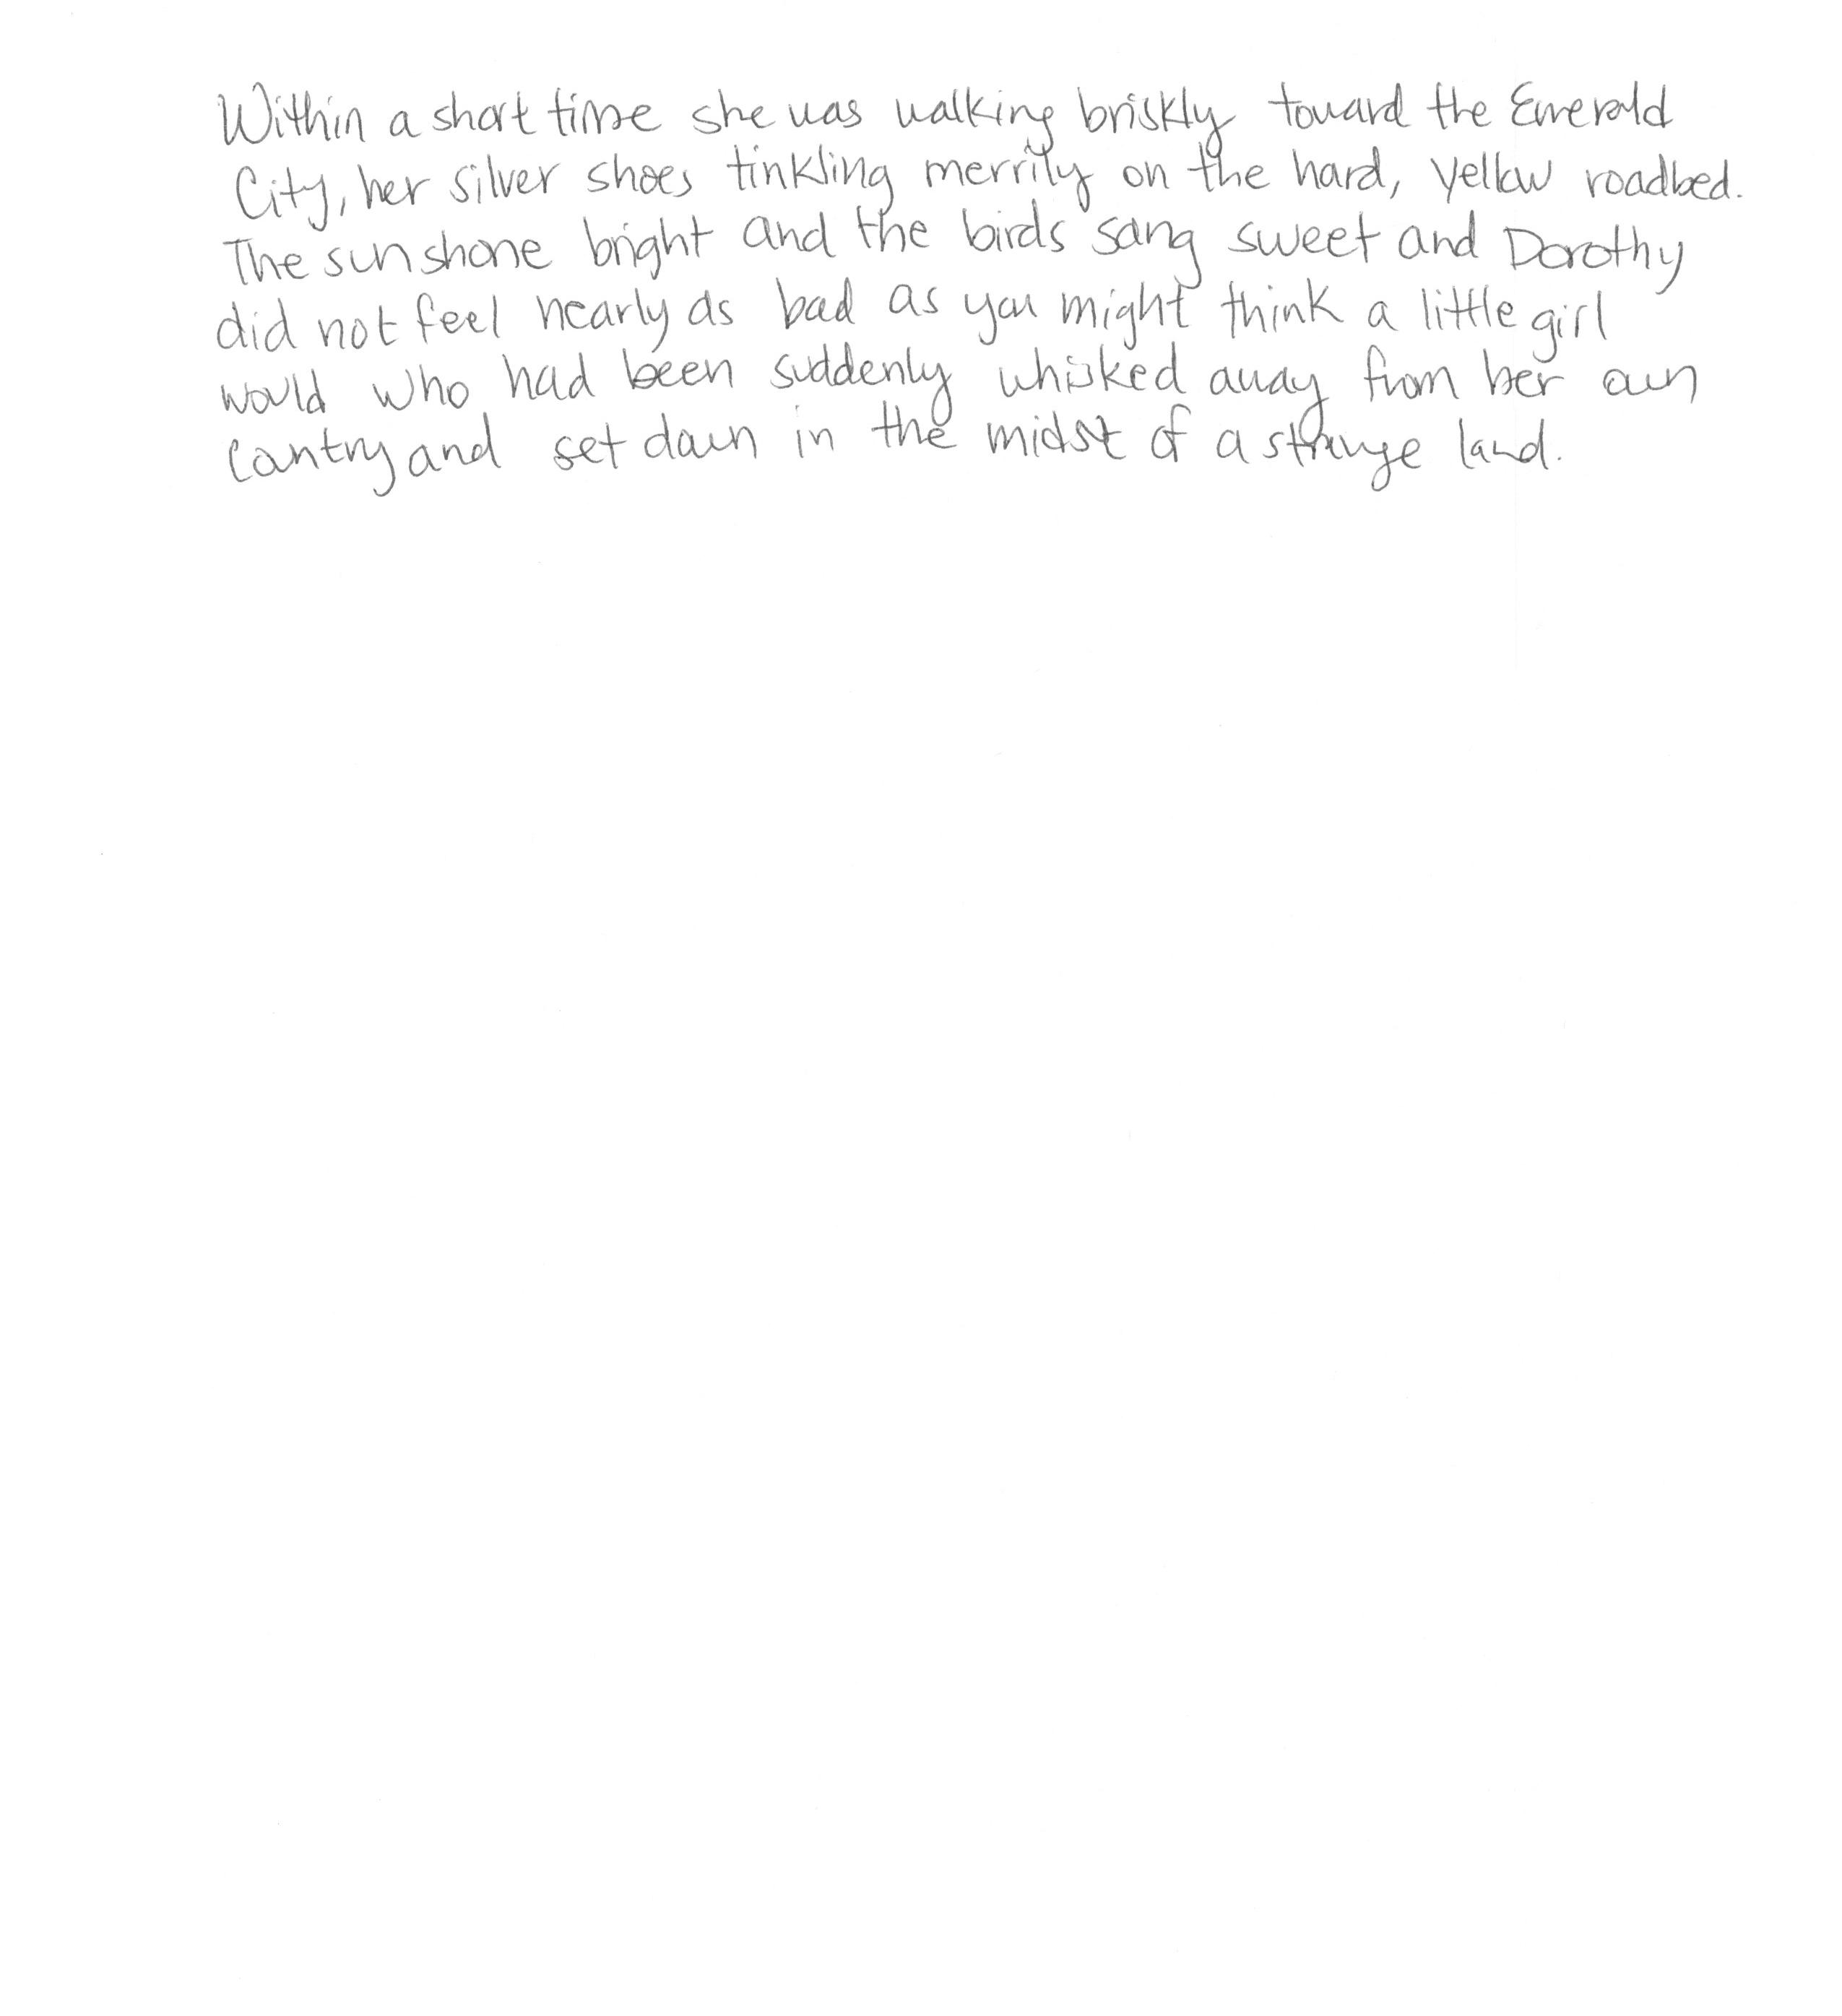 Within a short time she was walking briskly toward the Emerald
City, her silver shoes tinkling merrily on the hard, yellow roadbed.
The sun shone bright and the birds sang sweet and Dorothy
did not feel nearly as bad as you might think a little girl
would who had been suddenly whisked away from her own
country and set down in the midst of a strange land.